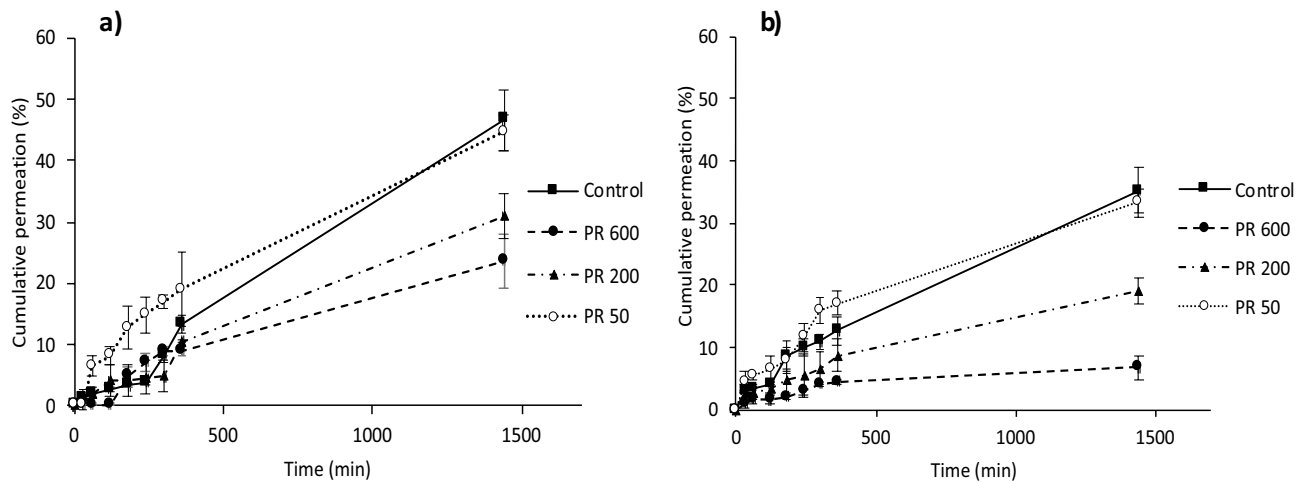 a)
60
50
40
30
20
10
0
Cumulative permeation (%)
0 500 1000 1500
Time (min)
Control
PR 600
PR 200
PR 50
b)
60
50
40
30
20
10
0
Cumulative permeation (%)
0 500 1000 1500
Time (min)
Control
PR 600
PR 200
PR 50